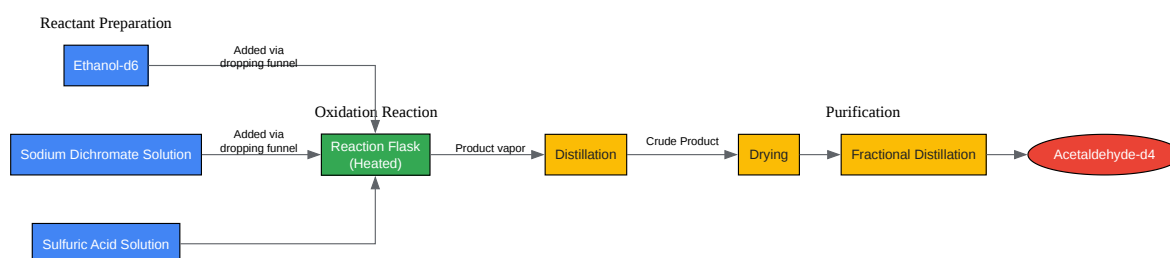 Reactant Preparation
Ethanol-d6
Added via
dropping funnel
Oxidation Reaction
Purification
Sodium Dichromate Solution
Added via
dropping funnel
Reaction Flask
(Heated)
Product vapor
Distillation
Crude Product
Drying
Fractional Distillation
Acetaldehyde-d4
Sulfuric Acid Solution